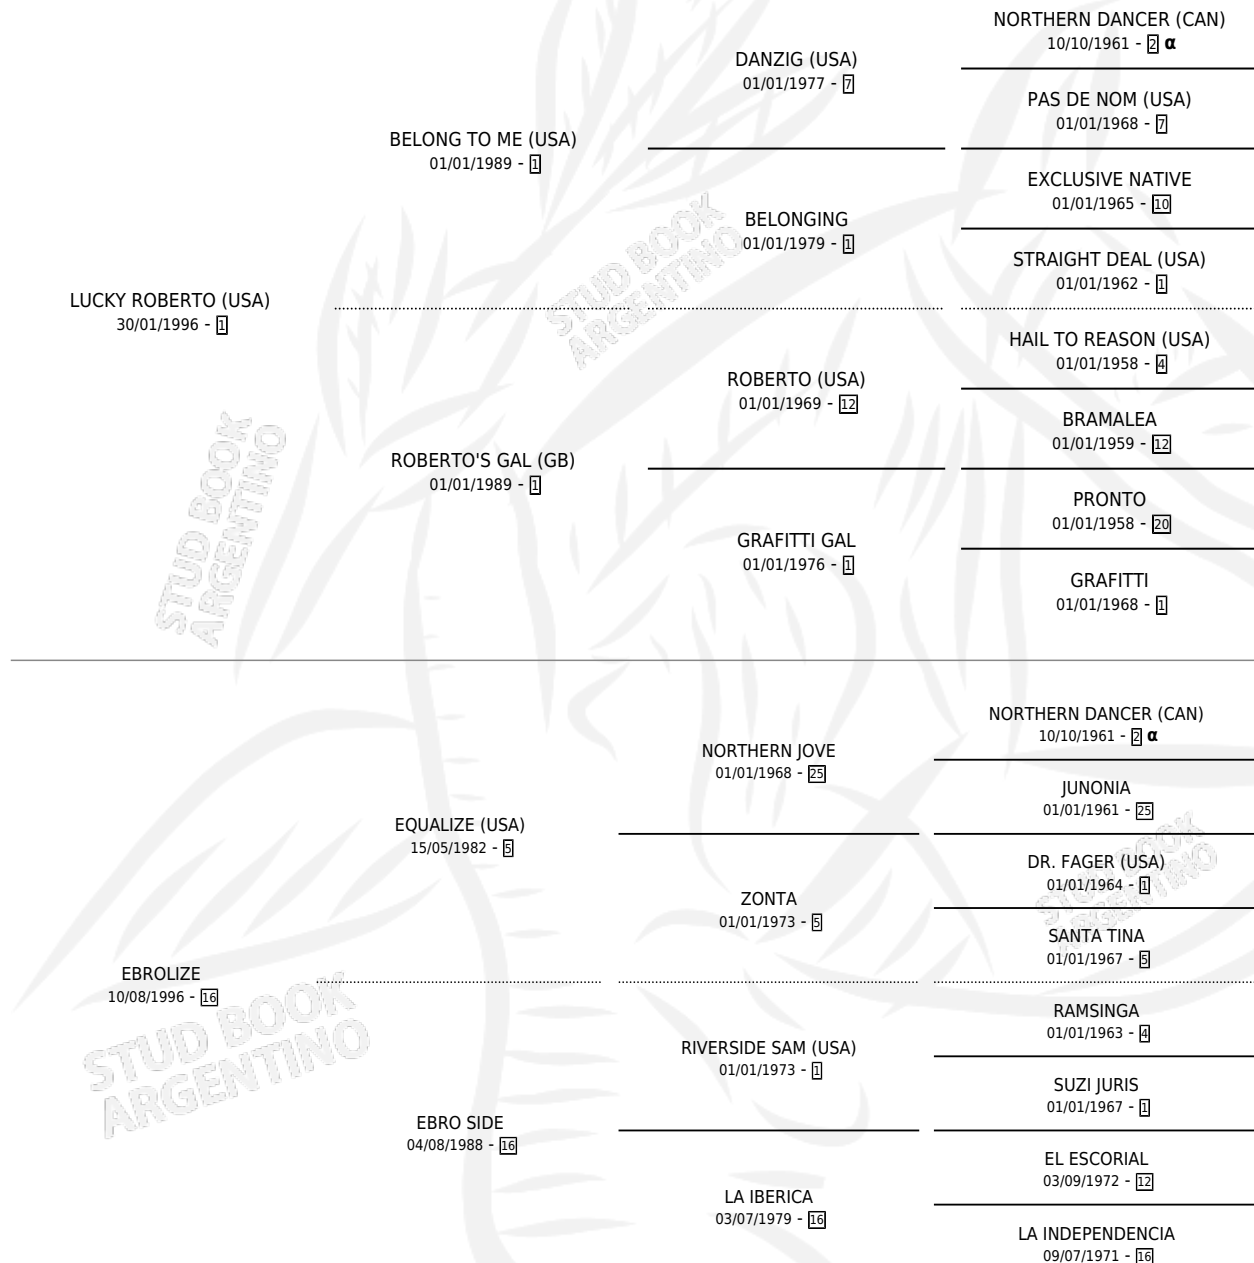 NORTHERN DANCER (CAN)
10/10/1961 - 2 α
DANZIG (USA)
01/01/1977 - 7
PAS DE NOM (USA)
01/01/1968 - 7
BELONG TO ME (USA)
01/01/1989 - 1
EXCLUSIVE NATIVE
01/01/1965 - 10
BELONGING
01/01/1979 - 1
STRAIGHT DEAL (USA)
01/01/1962 - 1
LUCKY ROBERTO (USA)
30/01/1996 - 1
HAIL TO REASON (USA)
01/01/1958 - 4
ROBERTO (USA)
01/01/1969 - 12
BRAMALEA
01/01/1959 - 12
ROBERTO'S GAL (GB)
01/01/1989 - 1
PRONTO
01/01/1958 - 20
GRAFITTI GAL
01/01/1976 - 1
GRAFITTI
01/01/1968 - 1
STUD BOOK
ARGENTINO
STUD BOOK
ARGENTINO
NORTHERN DANCER (CAN)
10/10/1961 - 2 α
NORTHERN JOVE
01/01/1968 - 25
JUNONIA
01/01/1961 - 25
EQUALIZE (USA)
15/05/1982 - 5
DR. FAGER (USA)
01/01/1964 - 1
ZONTA
01/01/1973 - 5
SANTA TINA
01/01/1967 - 5
EBROLIZE
10/08/1996 - 16
RAMSINGA
01/01/1963 - 4
RIVERSIDE SAM (USA)
01/01/1973 - 1
SUZI JURIS
01/01/1967 - 1
EBRO SIDE
04/08/1988 - 16
EL ESCORIAL
03/09/1972 - 12
LA IBERICA
03/07/1979 - 16
LA INDEPENDENCIA
09/07/1971 - 16
STUD BOOK
ARGENTINO
STUD BOOK
ARGENTINO